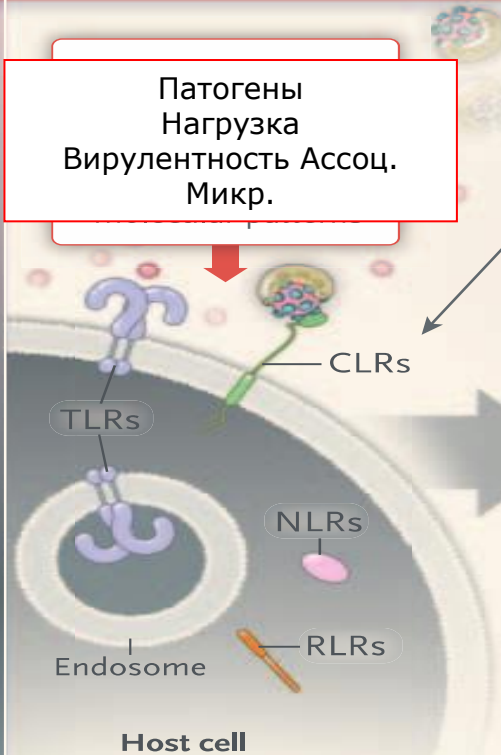 Патогены
Нагрузка
Вирулентность Ассоц.
Микр.
CLRs
TLRs
NLRs
RLRs
Endosome
Host cell